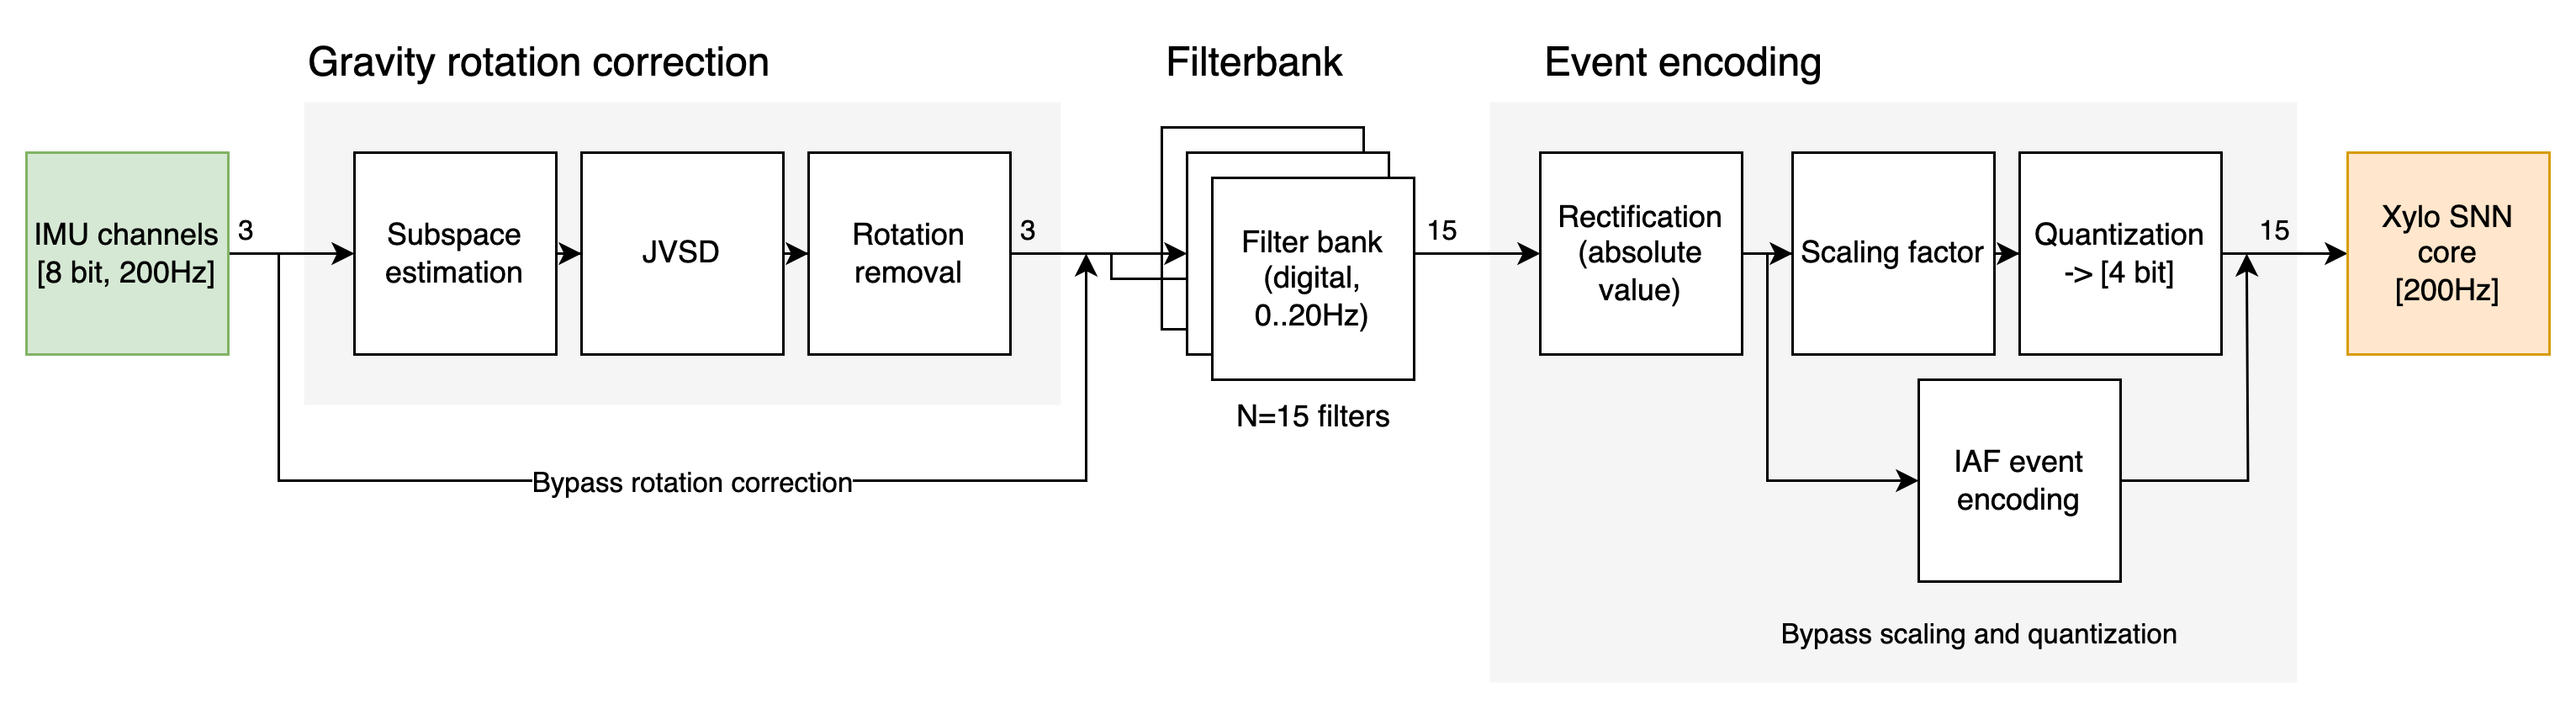 Gravity rotation correction
Filterbank
Event encoding
IMU channels
[8 bit, 200Hz]
3
Subspace
estimation
JVSD
Rotation
removal
3
Bypass rotation correction
Filter bank
(digital,
0..20Hz)
N=15 filters
15
Rectification
(absolute
value)
Scaling factor
Quantization
-> [4 bit]
IAF event
encoding
Bypass scaling and quantization
15
Xylo SNN
core
[200Hz]